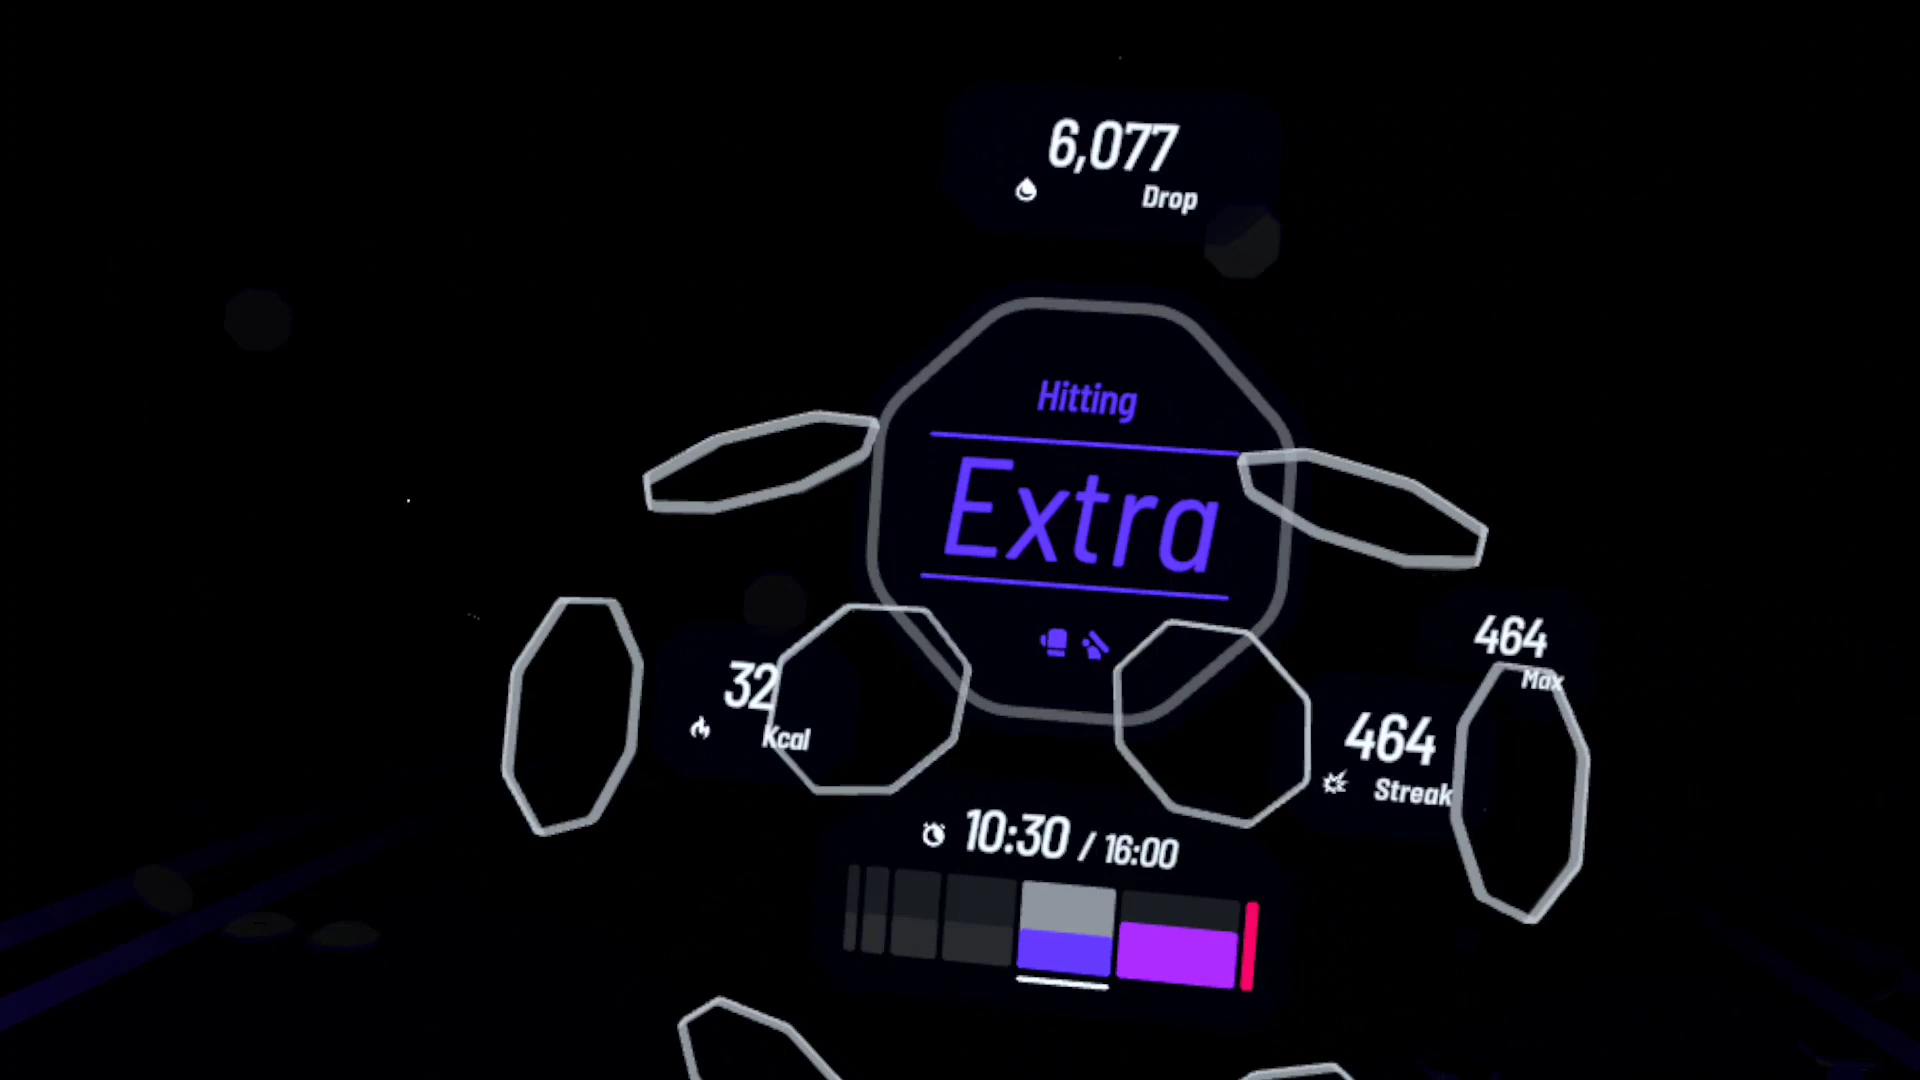 6,077
Drop
Hitting
Extra
464
Max
32
Kcal
464
Streak
10:30 / 16:00